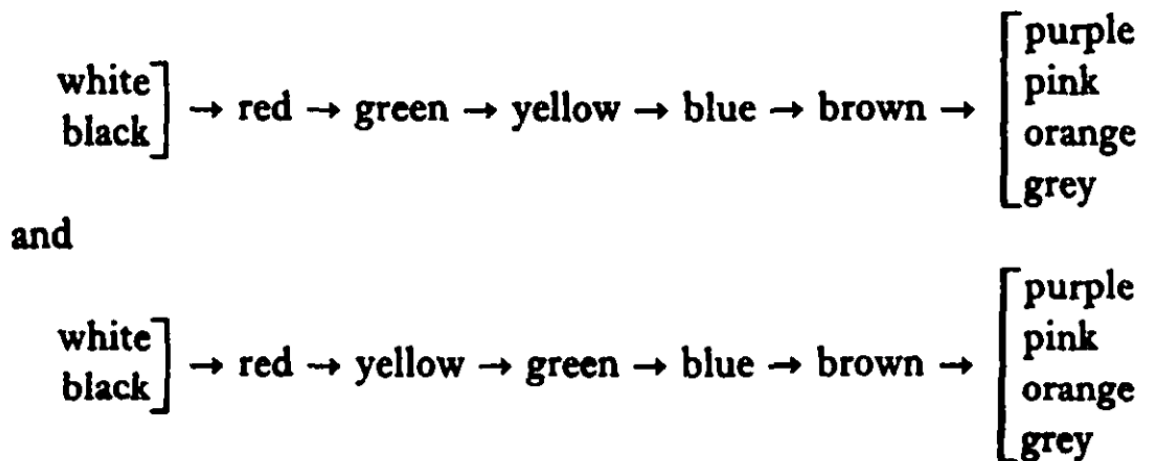 white
black
] → red → green → yellow → blue → brown → [
purple
pink
orange
grey
and
white
black
] → red → yellow → green → blue → brown → [
purple
pink
orange
grey